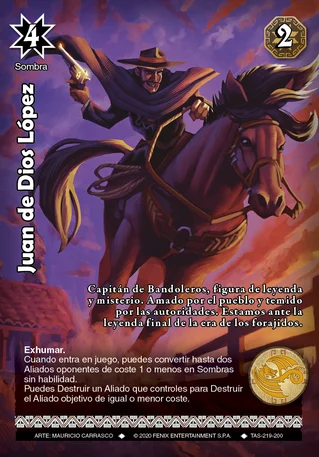 4
2
Sombra
Juan de Dios López
Capitán de Bandoleros, figura de leyenda
y misterio. Amado por el pueblo y temido
por las autoridades. Estamos ante la
leyenda final de la era de los forajidos.
Exhumar.
Cuando entra en juego, puedes convertir hasta dos
Aliados oponentes de coste 1 o menos en Sombras
sin habilidad.
Puedes Destruir un Aliado que controles para Destruir
el Aliado objetivo de igual o menor coste.
ARTE: MAURICIO CARRASCO ◆ © 2020 FENIX ENTERTAINMENT S.P.A. ◆ TAS-219-200